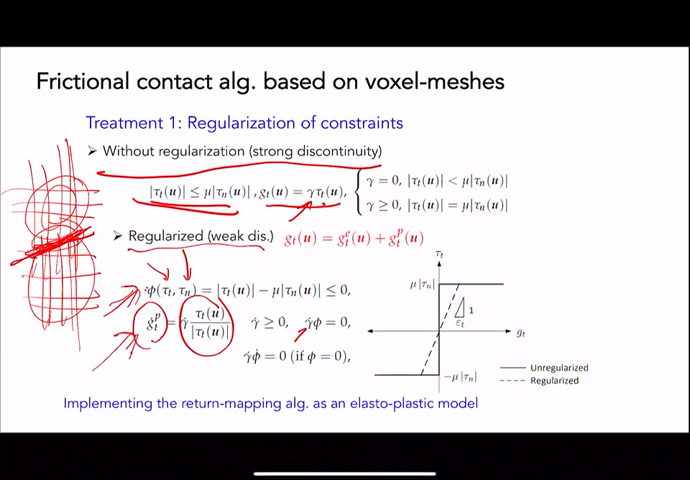 Frictional contact alg. based on voxel-meshes
Treatment 1: Regularization of constraints
➤ Without regularization (strong discontinuity)
|τt(u)| ≤ μ|τn(u)|, gt(u) = γτt(u), { γ = 0, |τt(u)| < μ|τn(u)|
γ ≥ 0, |τt(u)| = μ|τn(u)|
➤ Regularized (weak dis.) gt(u) = gt^e(u) + gt^p(u)
ϕ(τt, τn) = |τt(u)| − μ|τn(u)| ≤ 0,
ġt^p = γ̇ τt(u) / |τt(u)| γ̇ ≥ 0, γ̇ϕ = 0,
γ̇ϕ̇ = 0 (if ϕ = 0),
τt
μ|τn|
1
εt
gt
−μ|τn|
Unregularized
Regularized
Implementing the return-mapping alg. as an elasto-plastic model